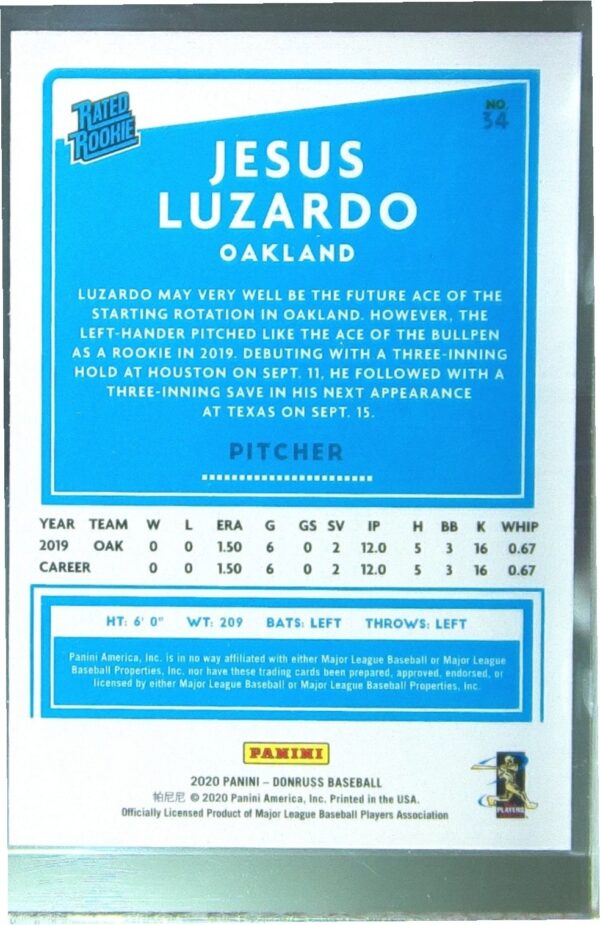 RATED
ROOKIE
NO.
34
JESUS
LUZARDO
OAKLAND
LUZARDO MAY VERY WELL BE THE FUTURE ACE OF THE
STARTING ROTATION IN OAKLAND. HOWEVER, THE
LEFT-HANDER PITCHED LIKE THE ACE OF THE BULLPEN
AS A ROOKIE IN 2019. DEBUTING WITH A THREE-INNING
HOLD AT HOUSTON ON SEPT. 11, HE FOLLOWED WITH A
THREE-INNING SAVE IN HIS NEXT APPEARANCE
AT TEXAS ON SEPT. 15.
PITCHER
YEAR TEAM W L ERA G GS SV IP H BB K WHIP
2019 OAK 0 0 1.50 6 0 2 12.0 5 3 16 0.67
CAREER 0 0 1.50 6 0 2 12.0 5 3 16 0.67
HT: 6' 0" WT: 209 BATS: LEFT THROWS: LEFT
Panini America, Inc. is in no way affiliated with either Major League Baseball or Major League
Baseball Properties, Inc. nor have these trading cards been prepared, approved, endorsed, or
licensed by either Major League Baseball or Major League Baseball Properties, Inc.
PANINI
2020 PANINI – DONRUSS BASEBALL
帕尼尼 © 2020 Panini America, Inc. Printed in the USA.
Officially Licensed Product of Major League Baseball Players Association
PLAYERS